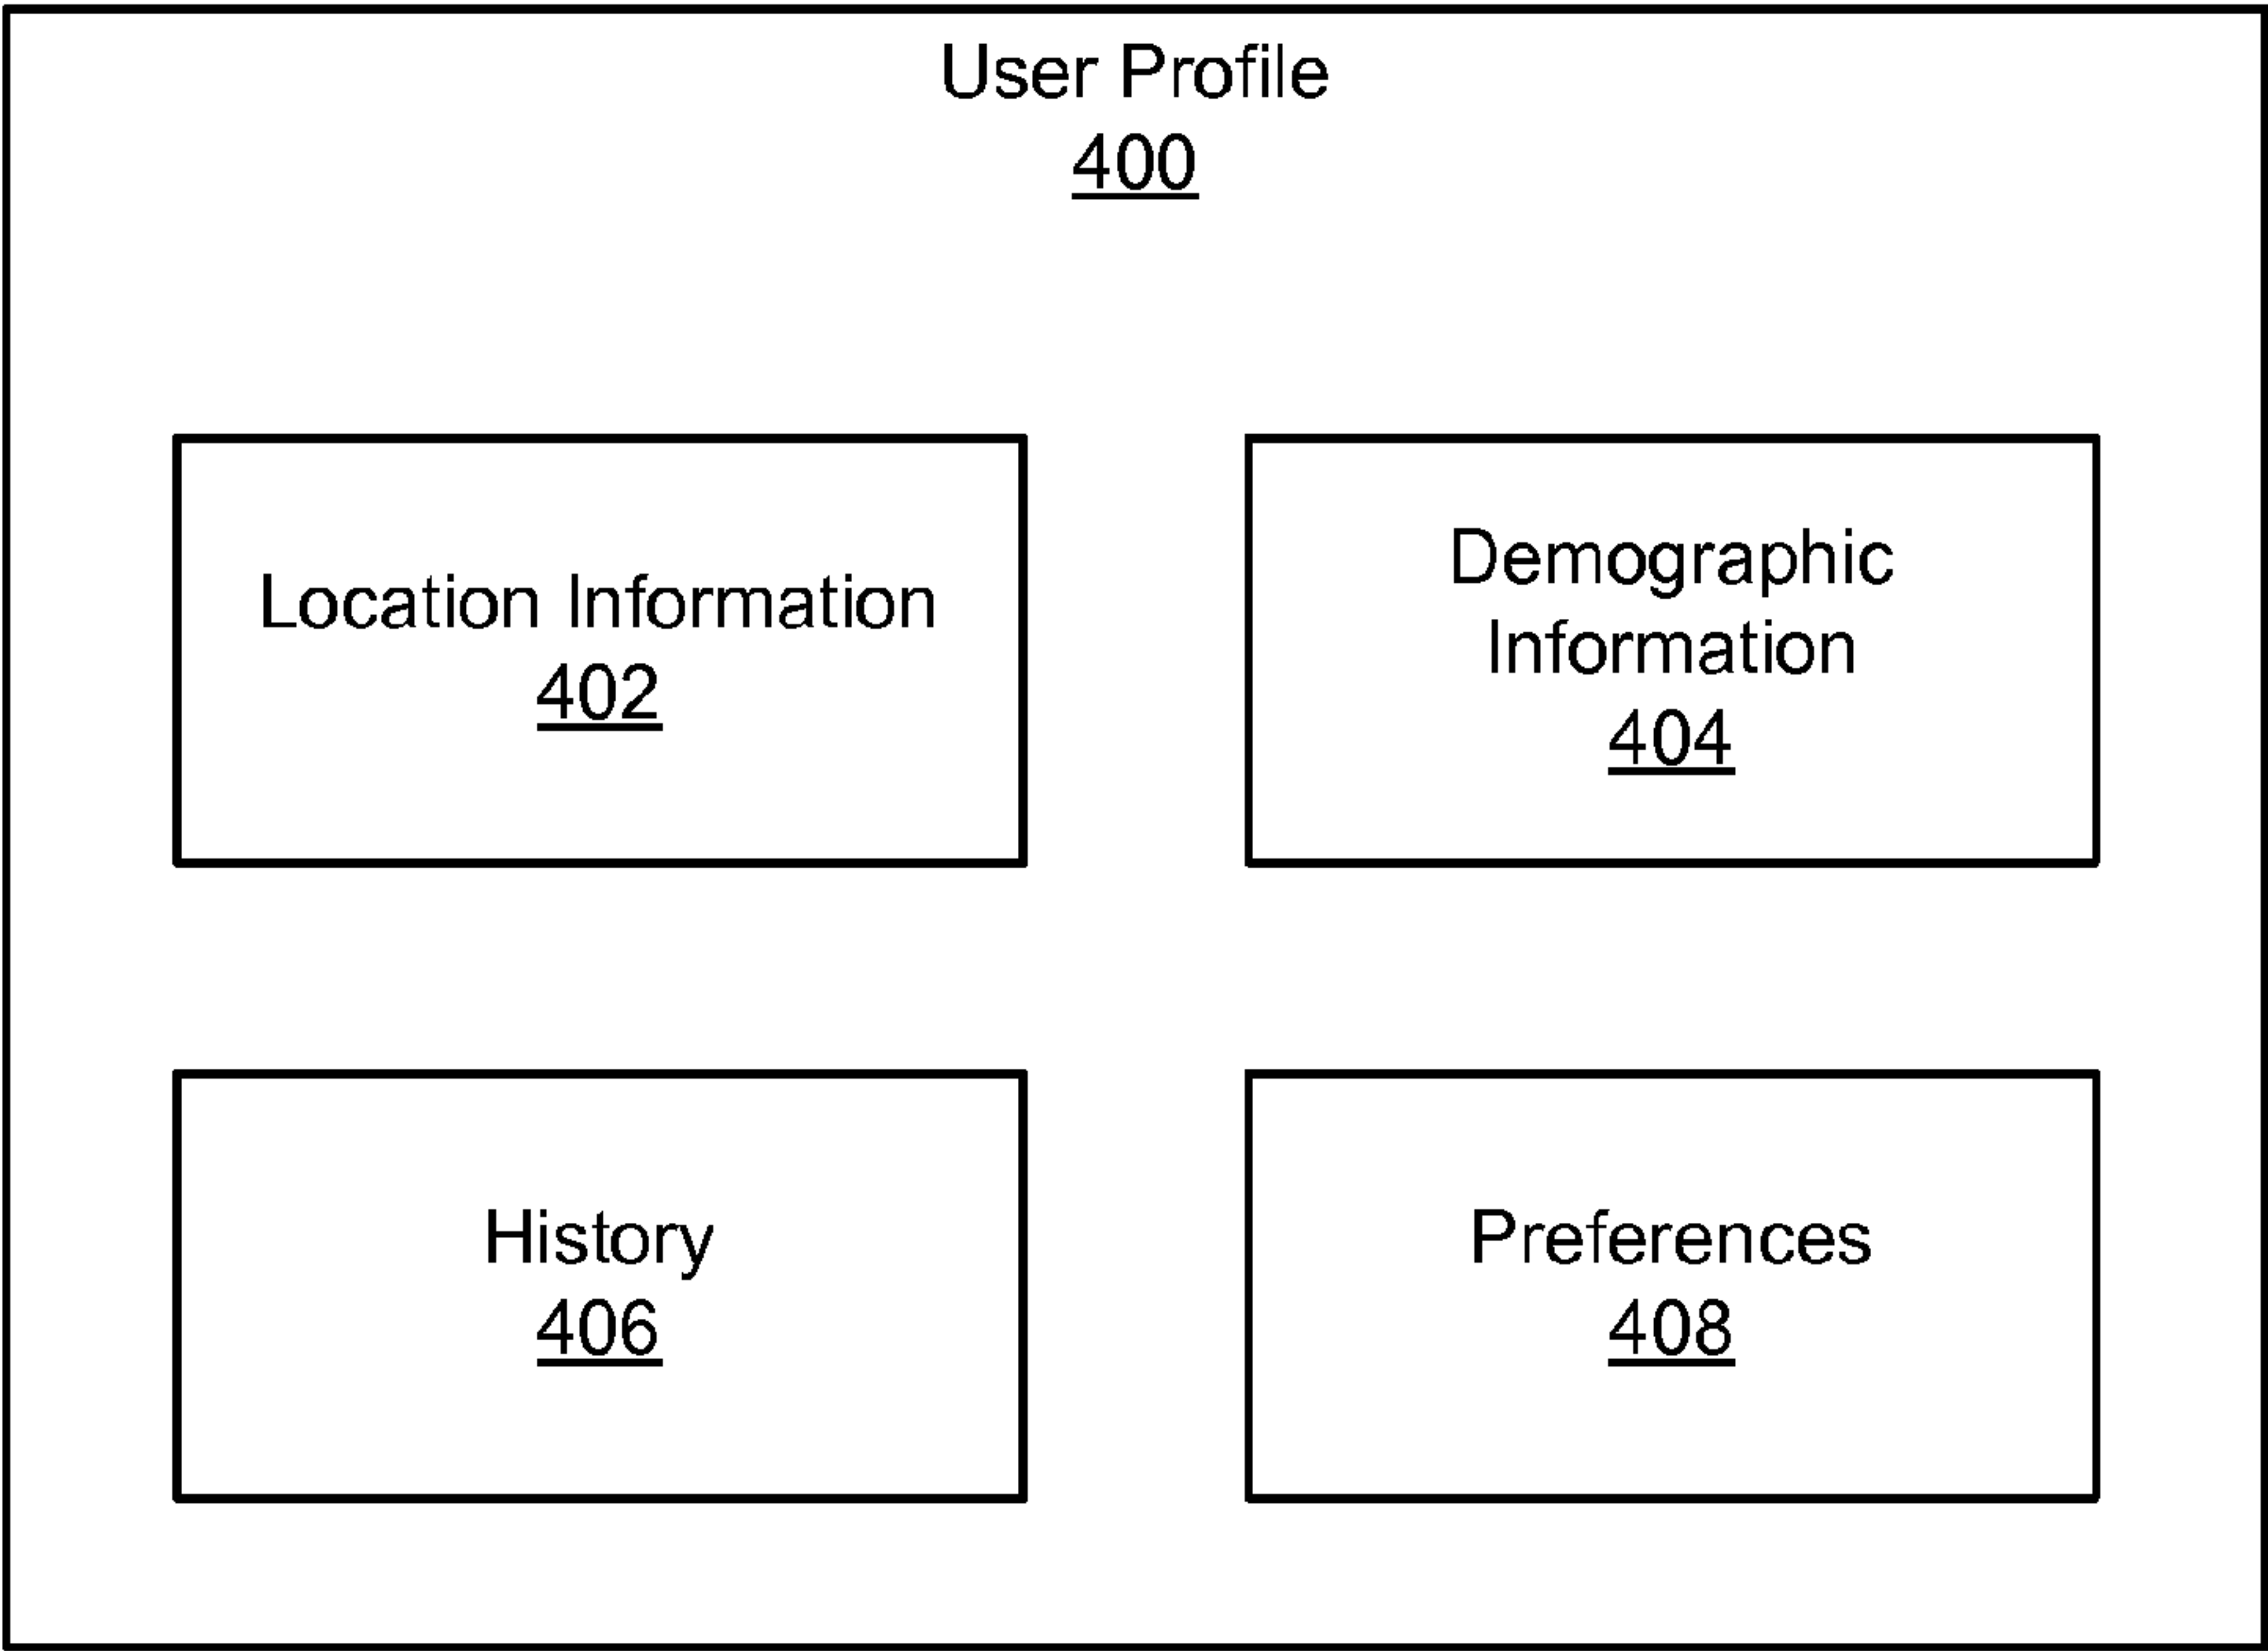 User Profile
400
Location Information
402
Demographic
Information
404
History
406
Preferences
408